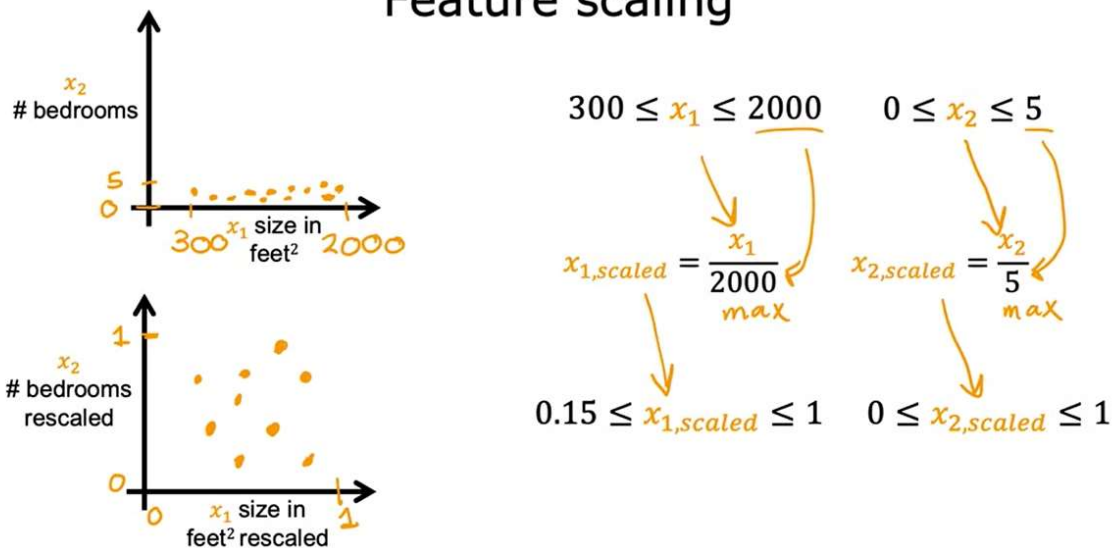 Feature scaling
x₂
# bedrooms
5
0
300
x₁ size in
feet²
2000
300 ≤ x₁ ≤ 2000
0 ≤ x₂ ≤ 5
x₁,scaled = x₁ / 2000
max
x₂,scaled = x₂ / 5
max
0.15 ≤ x₁,scaled ≤ 1
0 ≤ x₂,scaled ≤ 1
1
x₂
# bedrooms
rescaled
0
0
x₁ size in
feet² rescaled
1